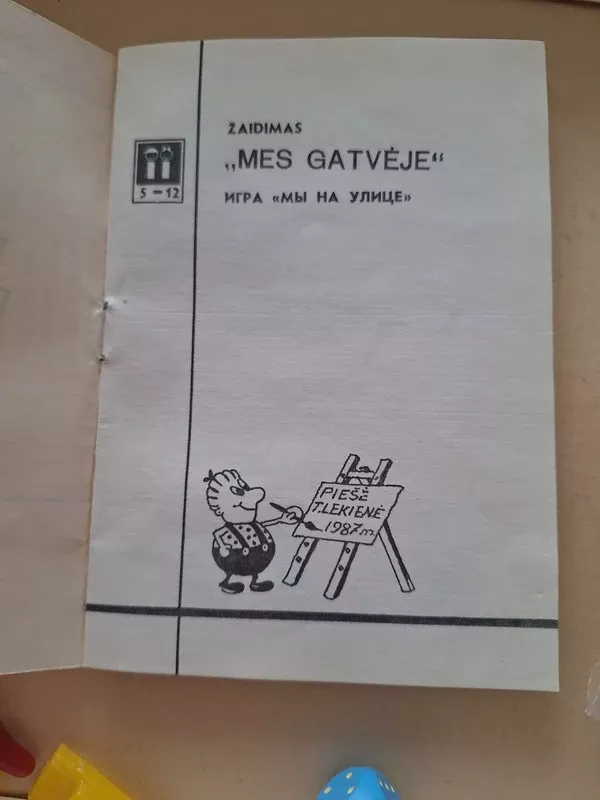 ŽAIDIMAS
„MES GATVĖJE“
ИГРА «МЫ НА УЛИЦЕ»
5-12
PIEŠĖ
T.LEKIENĖ
1987m.